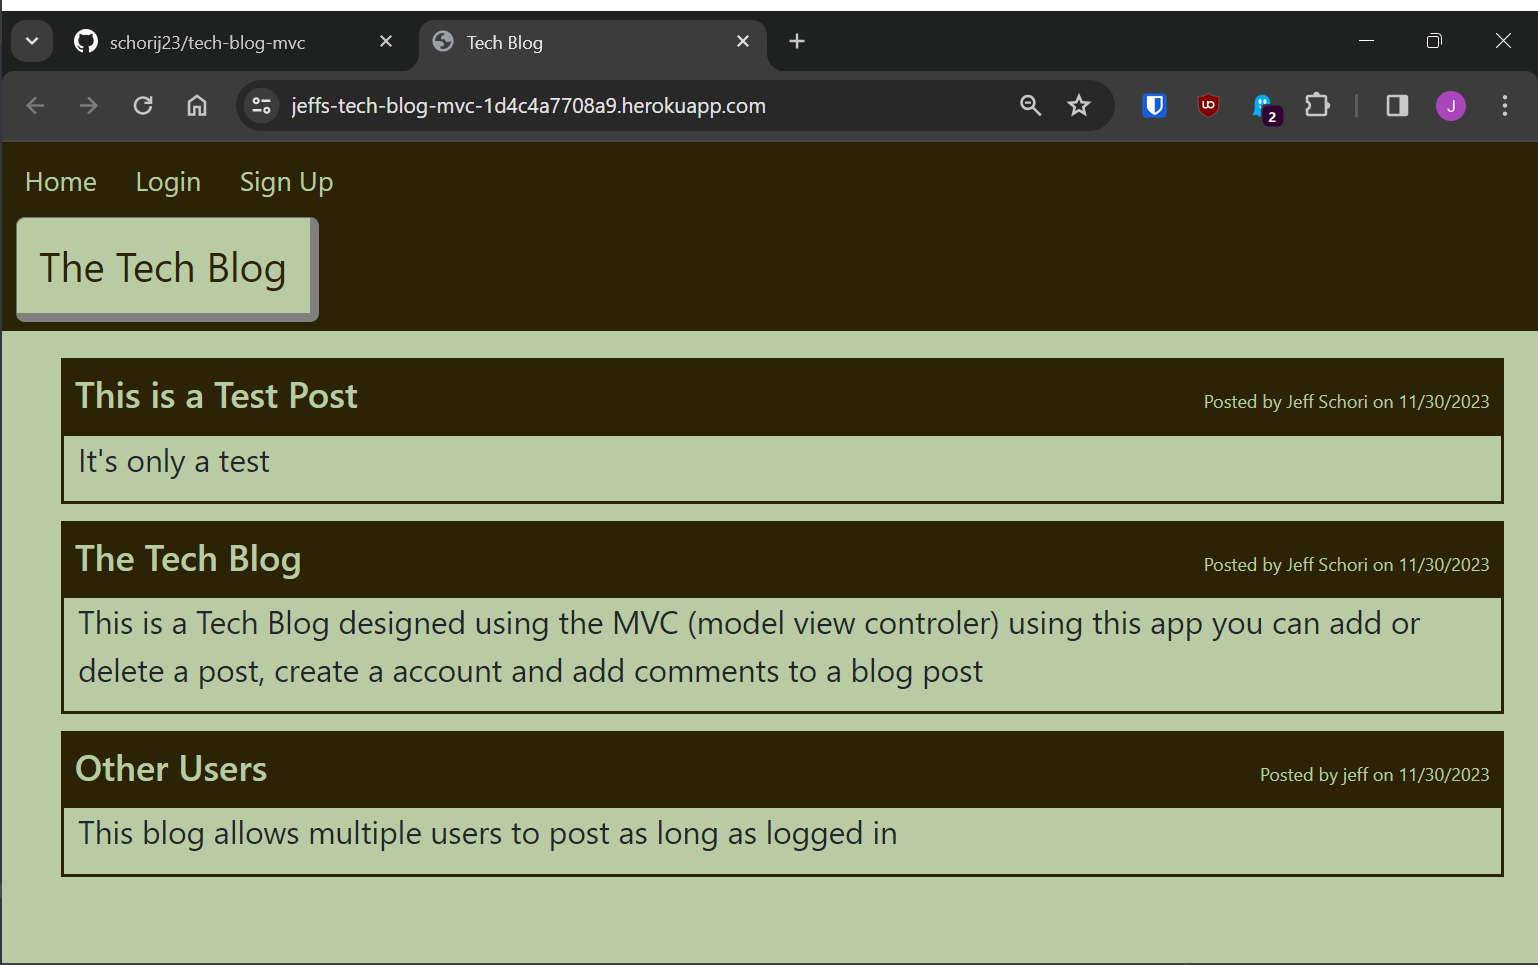 schorij23/tech-blog-mvc
Tech Blog
jeffs-tech-blog-mvc-1d4c4a7708a9.herokuapp.com
2
J
Home Login Sign Up
The Tech Blog
This is a Test Post
Posted by Jeff Schori on 11/30/2023
It's only a test
The Tech Blog
Posted by Jeff Schori on 11/30/2023
This is a Tech Blog designed using the MVC (model view controler) using this app you can add or
delete a post, create a account and add comments to a blog post
Other Users
Posted by jeff on 11/30/2023
This blog allows multiple users to post as long as logged in